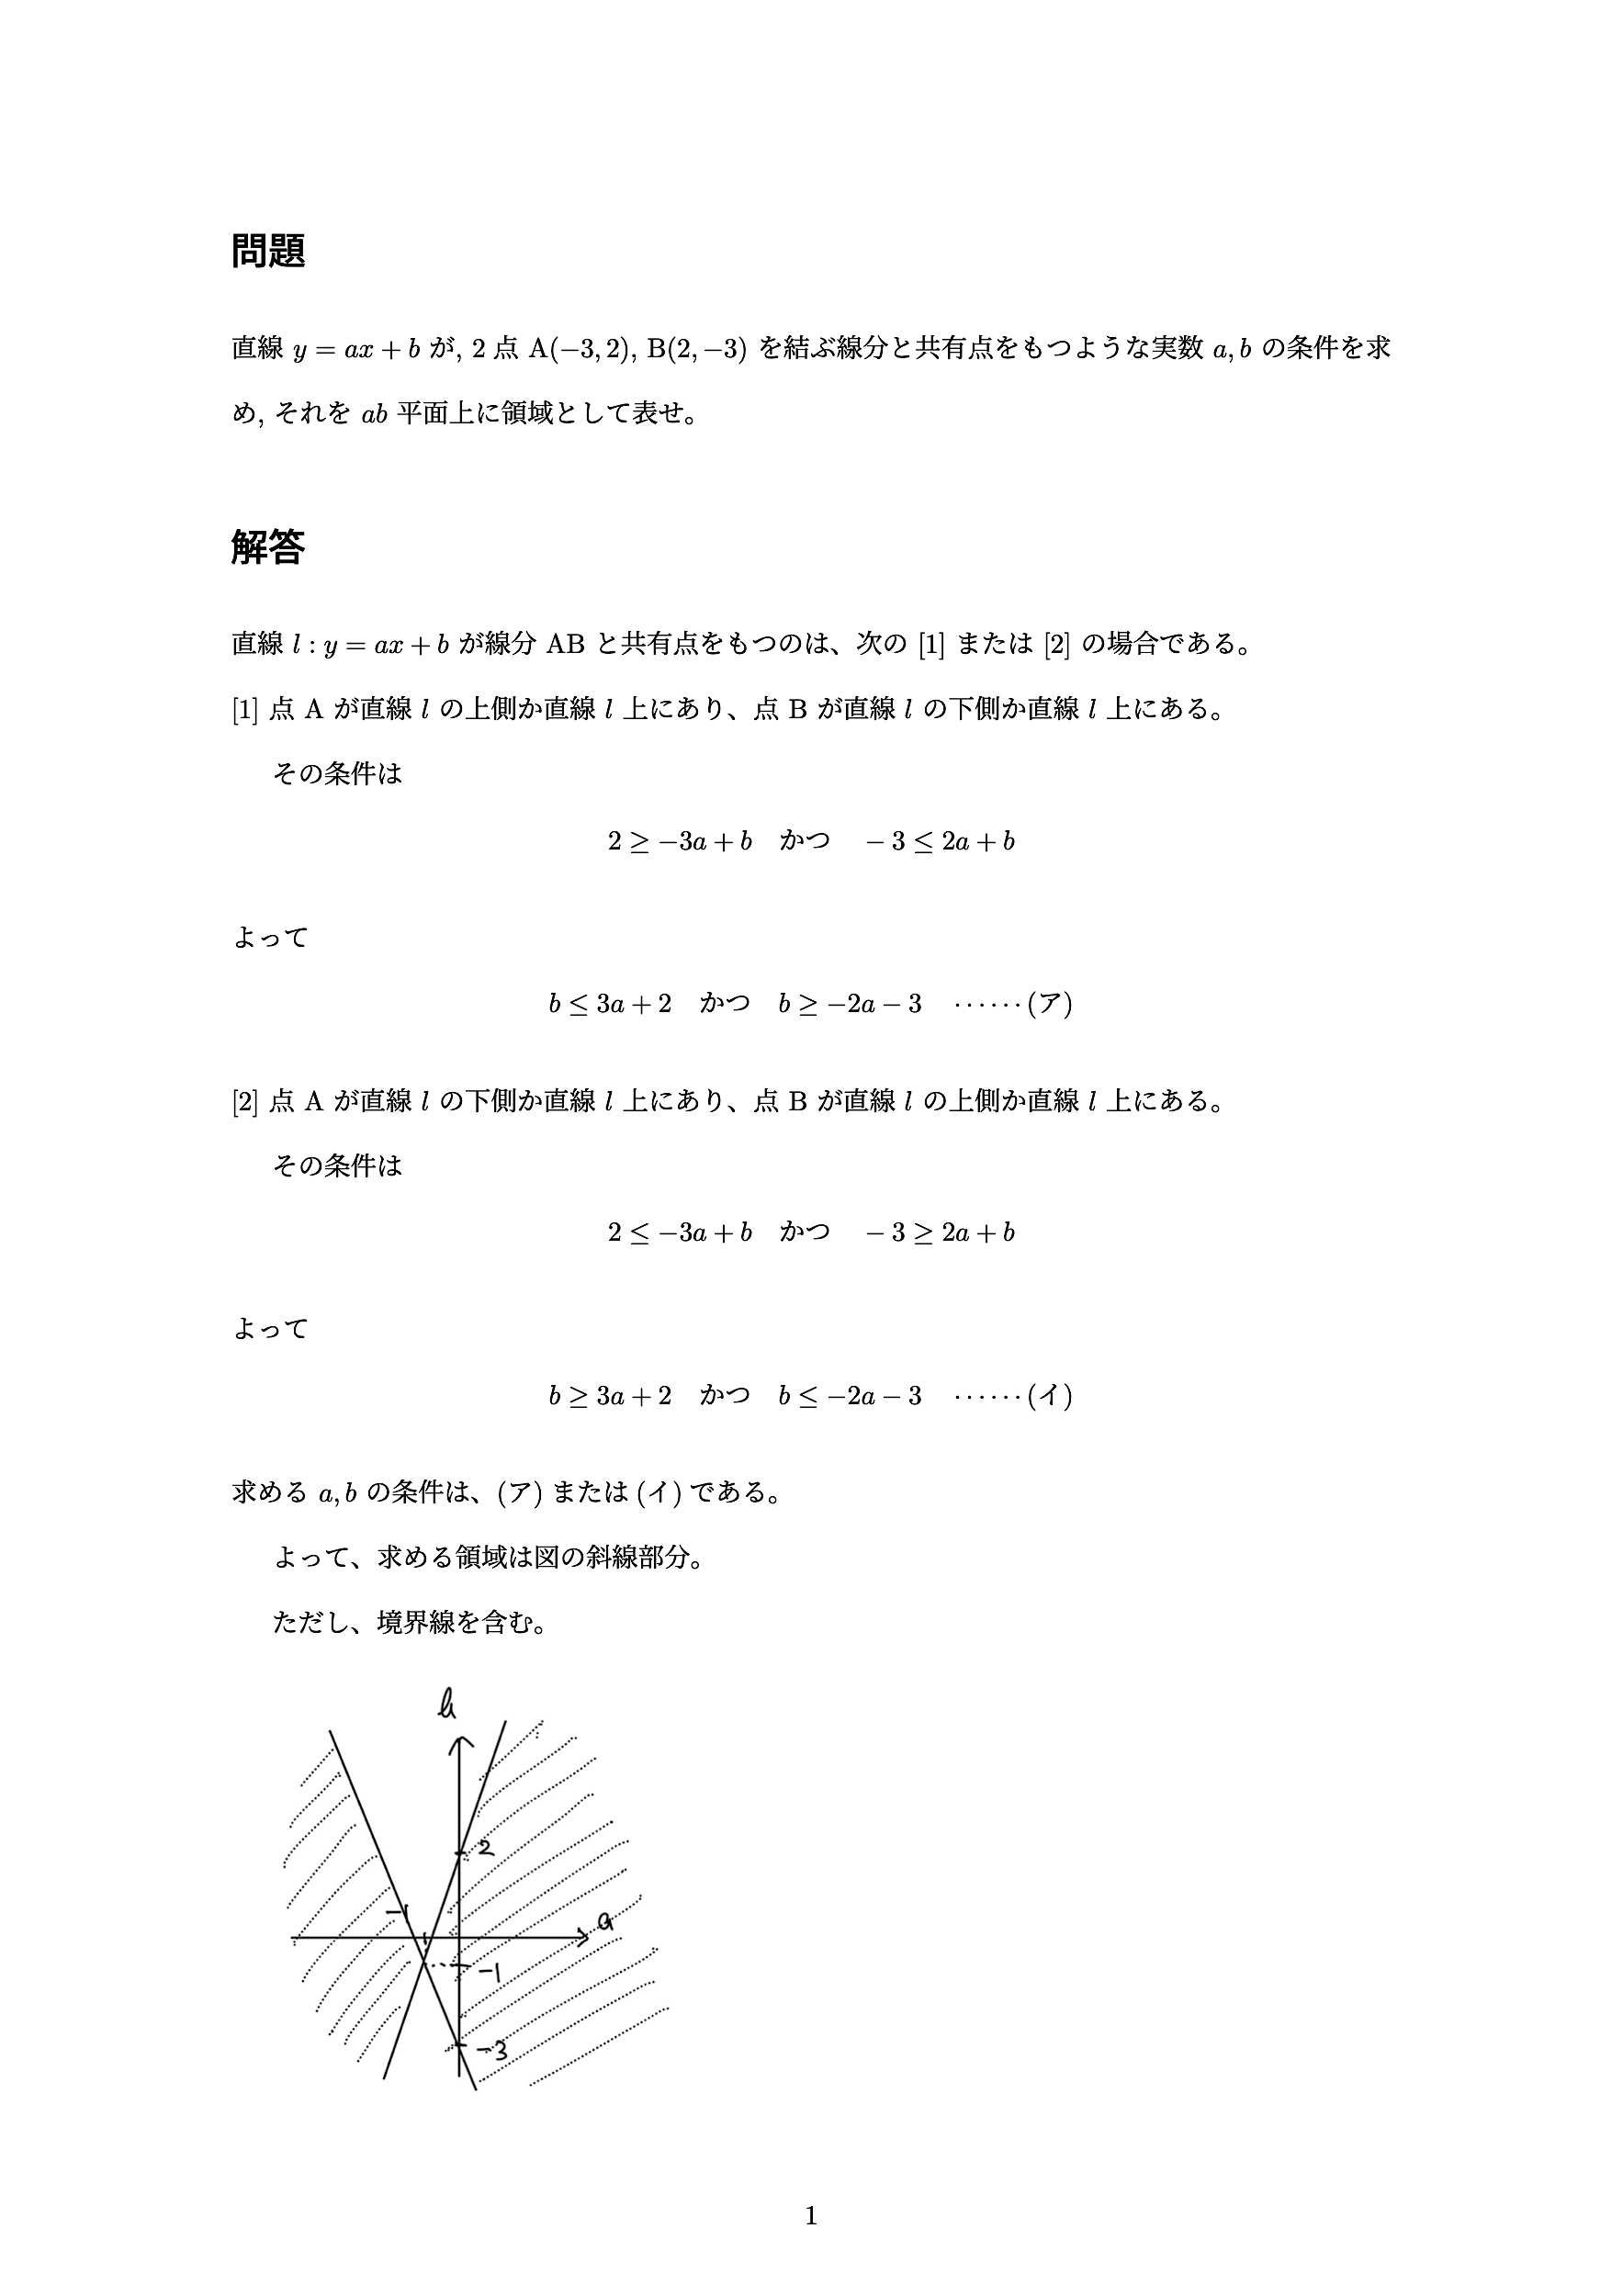 問題
直線 y = ax + b が, 2 点 A(−3, 2), B(2, −3) を結ぶ線分と共有点をもつような実数 a, b の条件を求
め, それを ab 平面上に領域として表せ。
解答
直線 l : y = ax + b が線分 AB と共有点をもつのは、次の [1] または [2] の場合である。
[1] 点 A が直線 l の上側か直線 l 上にあり、点 B が直線 l の下側か直線 l 上にある。
その条件は
2 ≥ −3a + b かつ − 3 ≤ 2a + b
よって
b ≤ 3a + 2 かつ b ≥ −2a − 3 ⋯⋯(ア)
[2] 点 A が直線 l の下側か直線 l 上にあり、点 B が直線 l の上側か直線 l 上にある。
その条件は
2 ≤ −3a + b かつ − 3 ≥ 2a + b
よって
b ≥ 3a + 2 かつ b ≤ −2a − 3 ⋯⋯(イ)
求める a, b の条件は、(ア) または (イ) である。
よって、求める領域は図の斜線部分。
ただし、境界線を含む。
b
2
−1
a
−1
−3
1